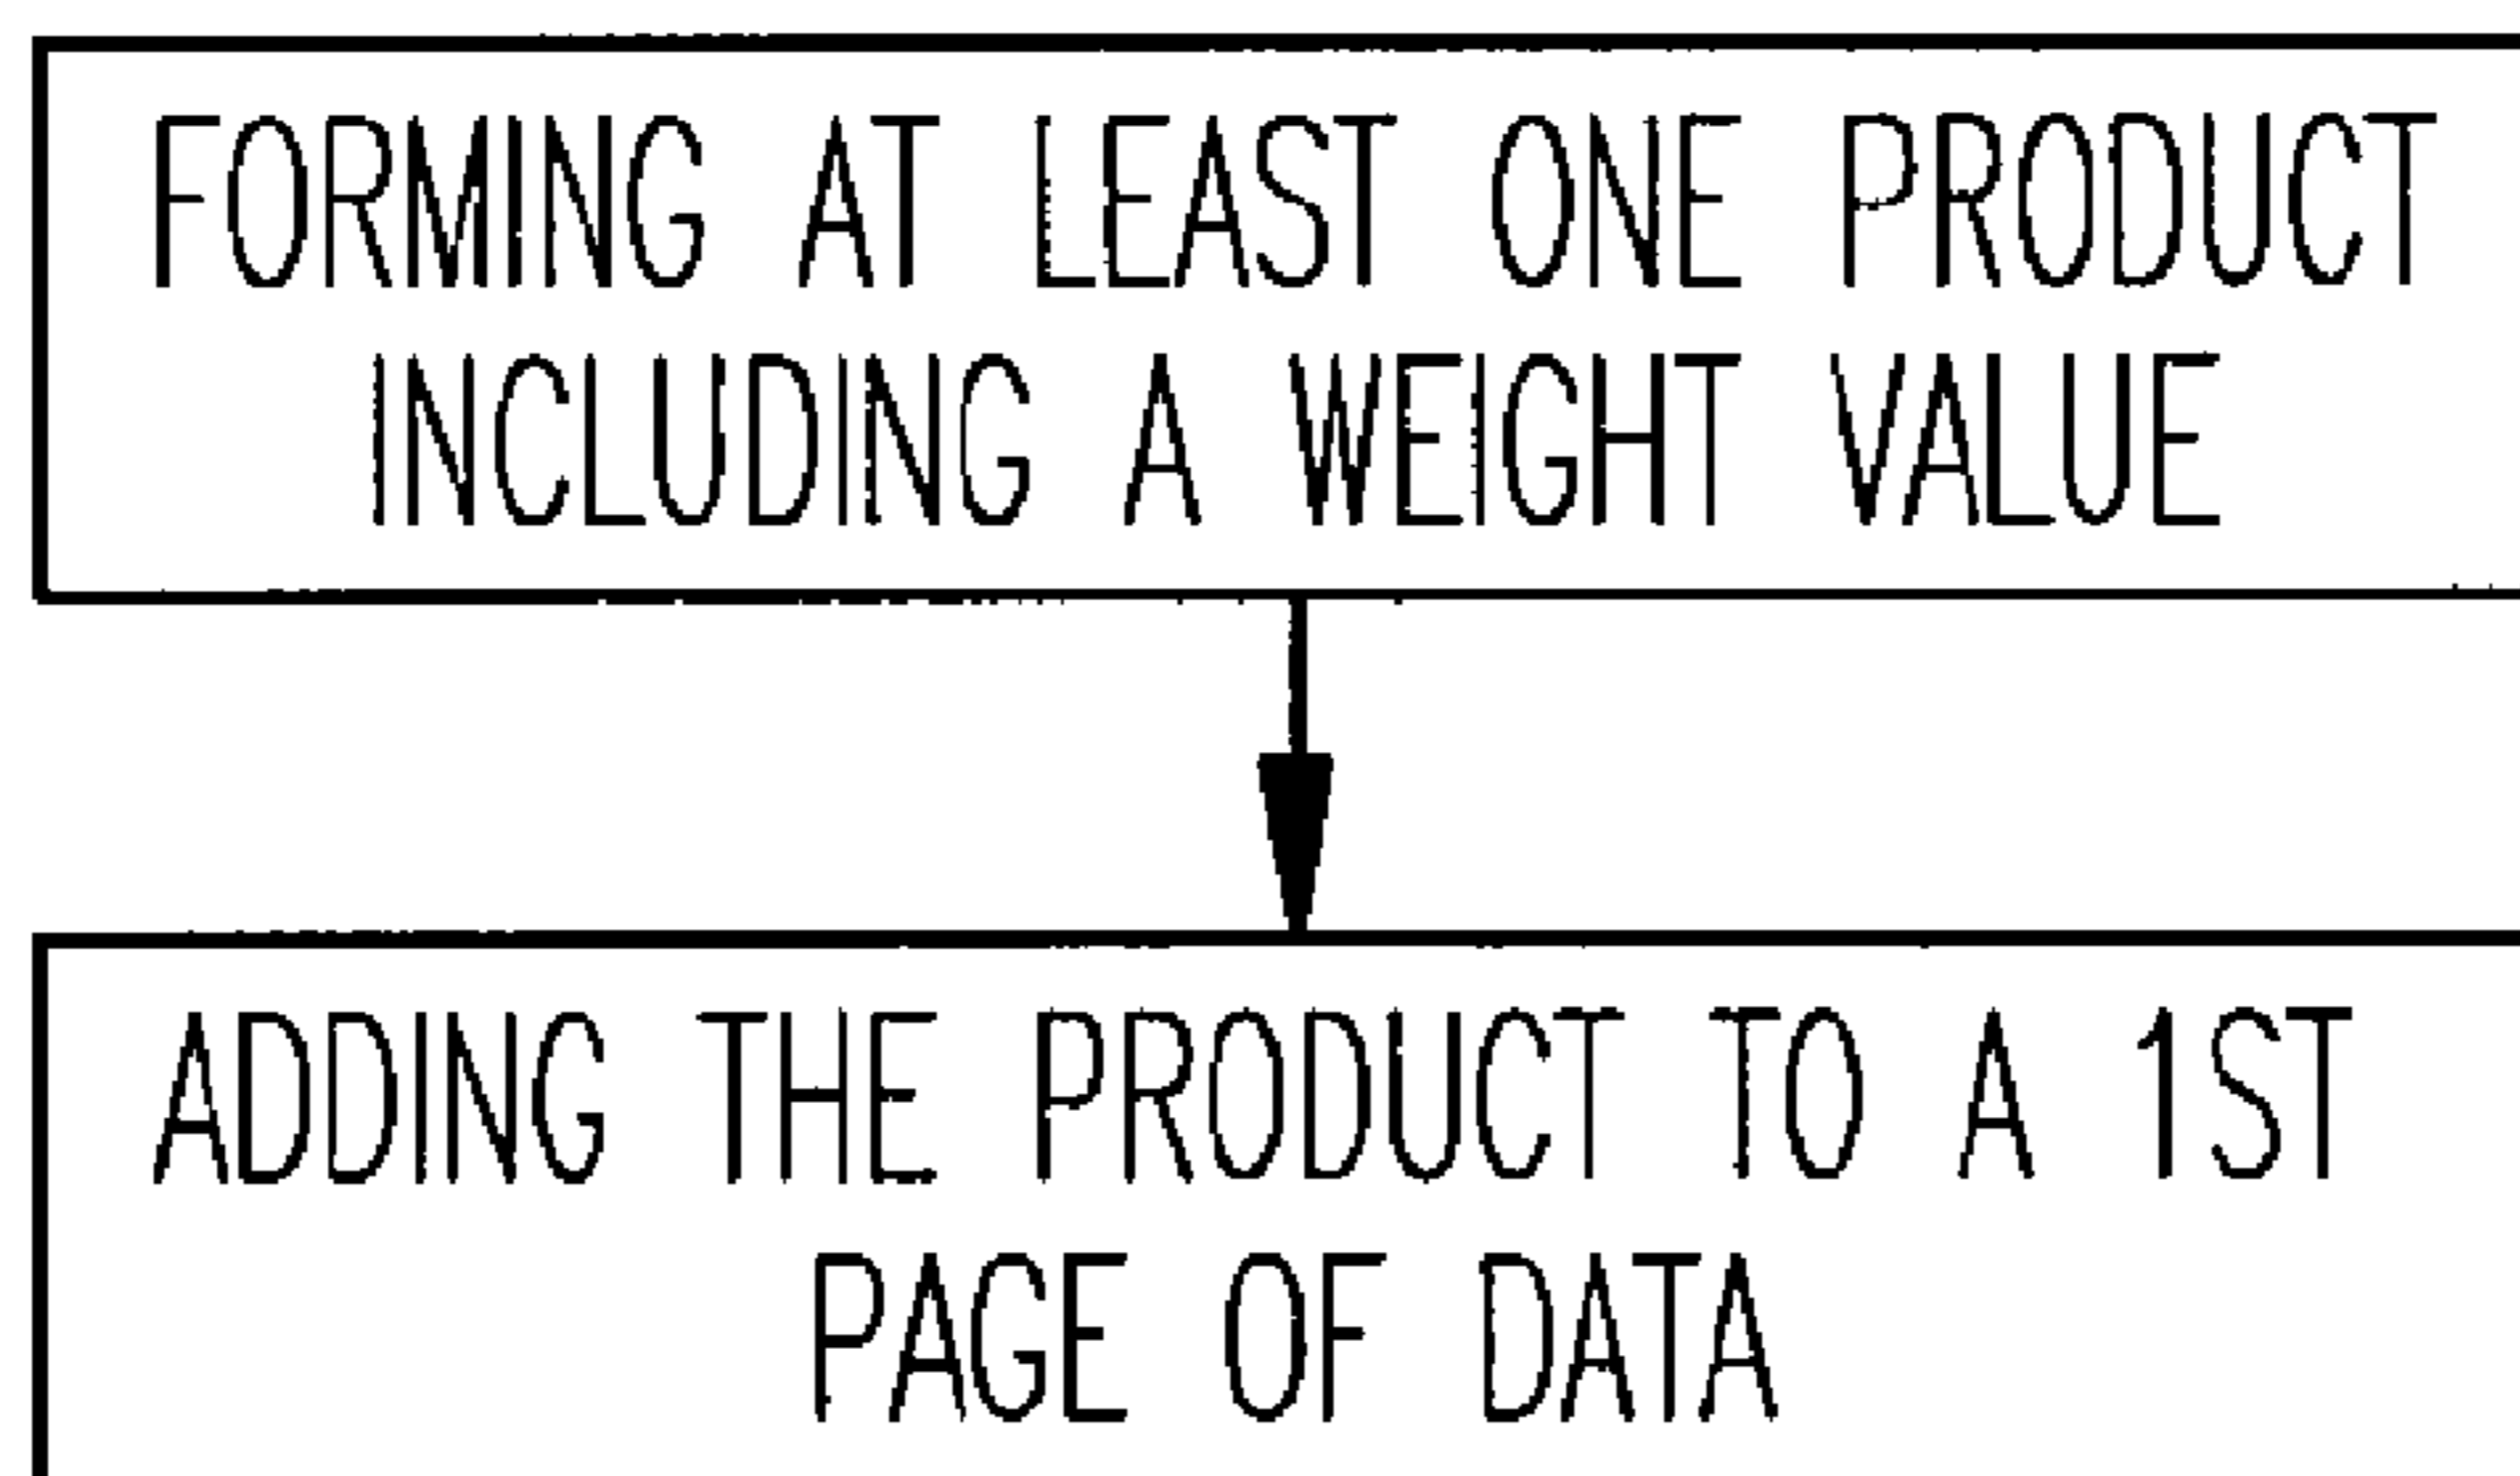 FORMING AT LEAST ONE PRODUCT
INCLUDING A WEIGHT VALUE
ADDING THE PRODUCT TO A 1ST
PAGE OF DATA